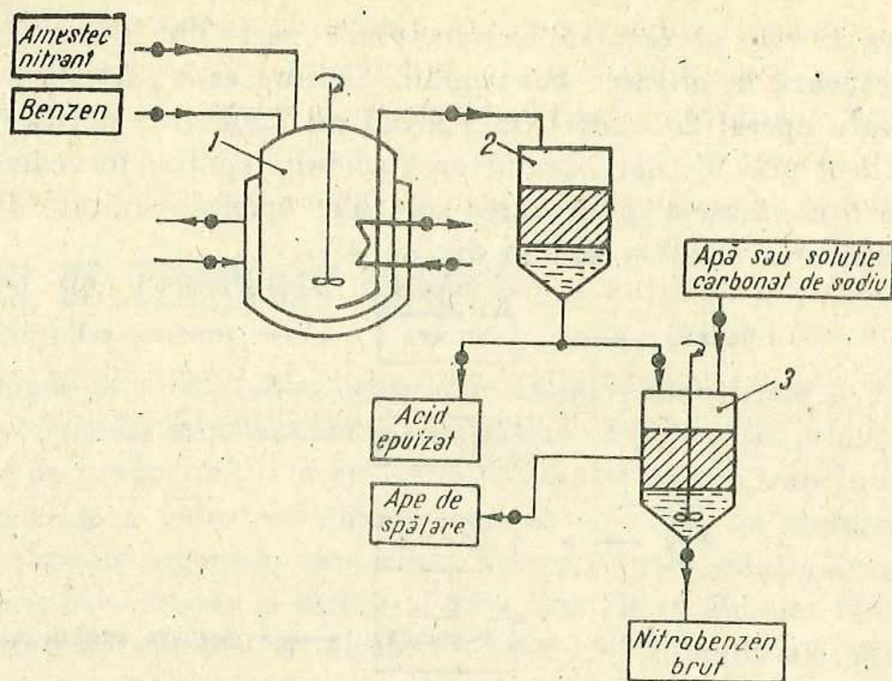 Amestec
nitrant
Benzen
1
2
Apă sau soluție
carbonat de sodiu
3
Acid
epuizat
Ape de
spălare
Nitrobenzen
brut